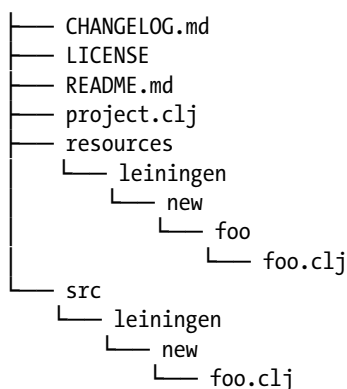 CHANGELOG.md
LICENSE
README.md
project.clj
resources
leiningen
new
foo
foo.clj
src
leiningen
new
foo.clj